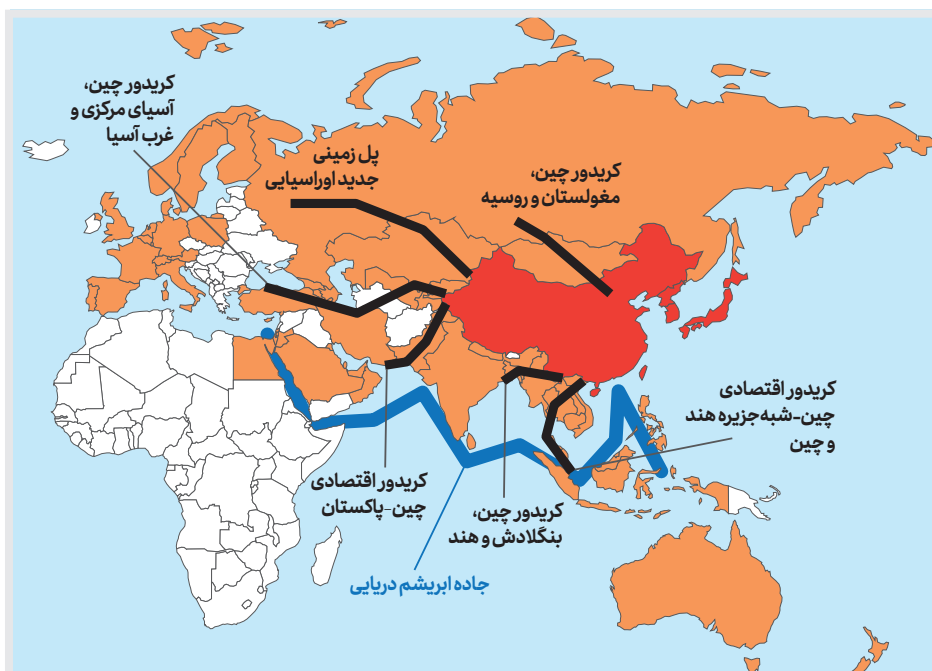 کریدور چین،
آسیای مرکزی و
غرب آسیا
پل زمینی
جدید اوراسیایی
کریدور چین،
مغولستان و روسیه
کریدور اقتصادی
چین-شبه‌جزیره هند
و چین
کریدور اقتصادی
چین-پاکستان
کریدور چین،
بنگلادش و هند
جاده ابریشم دریایی